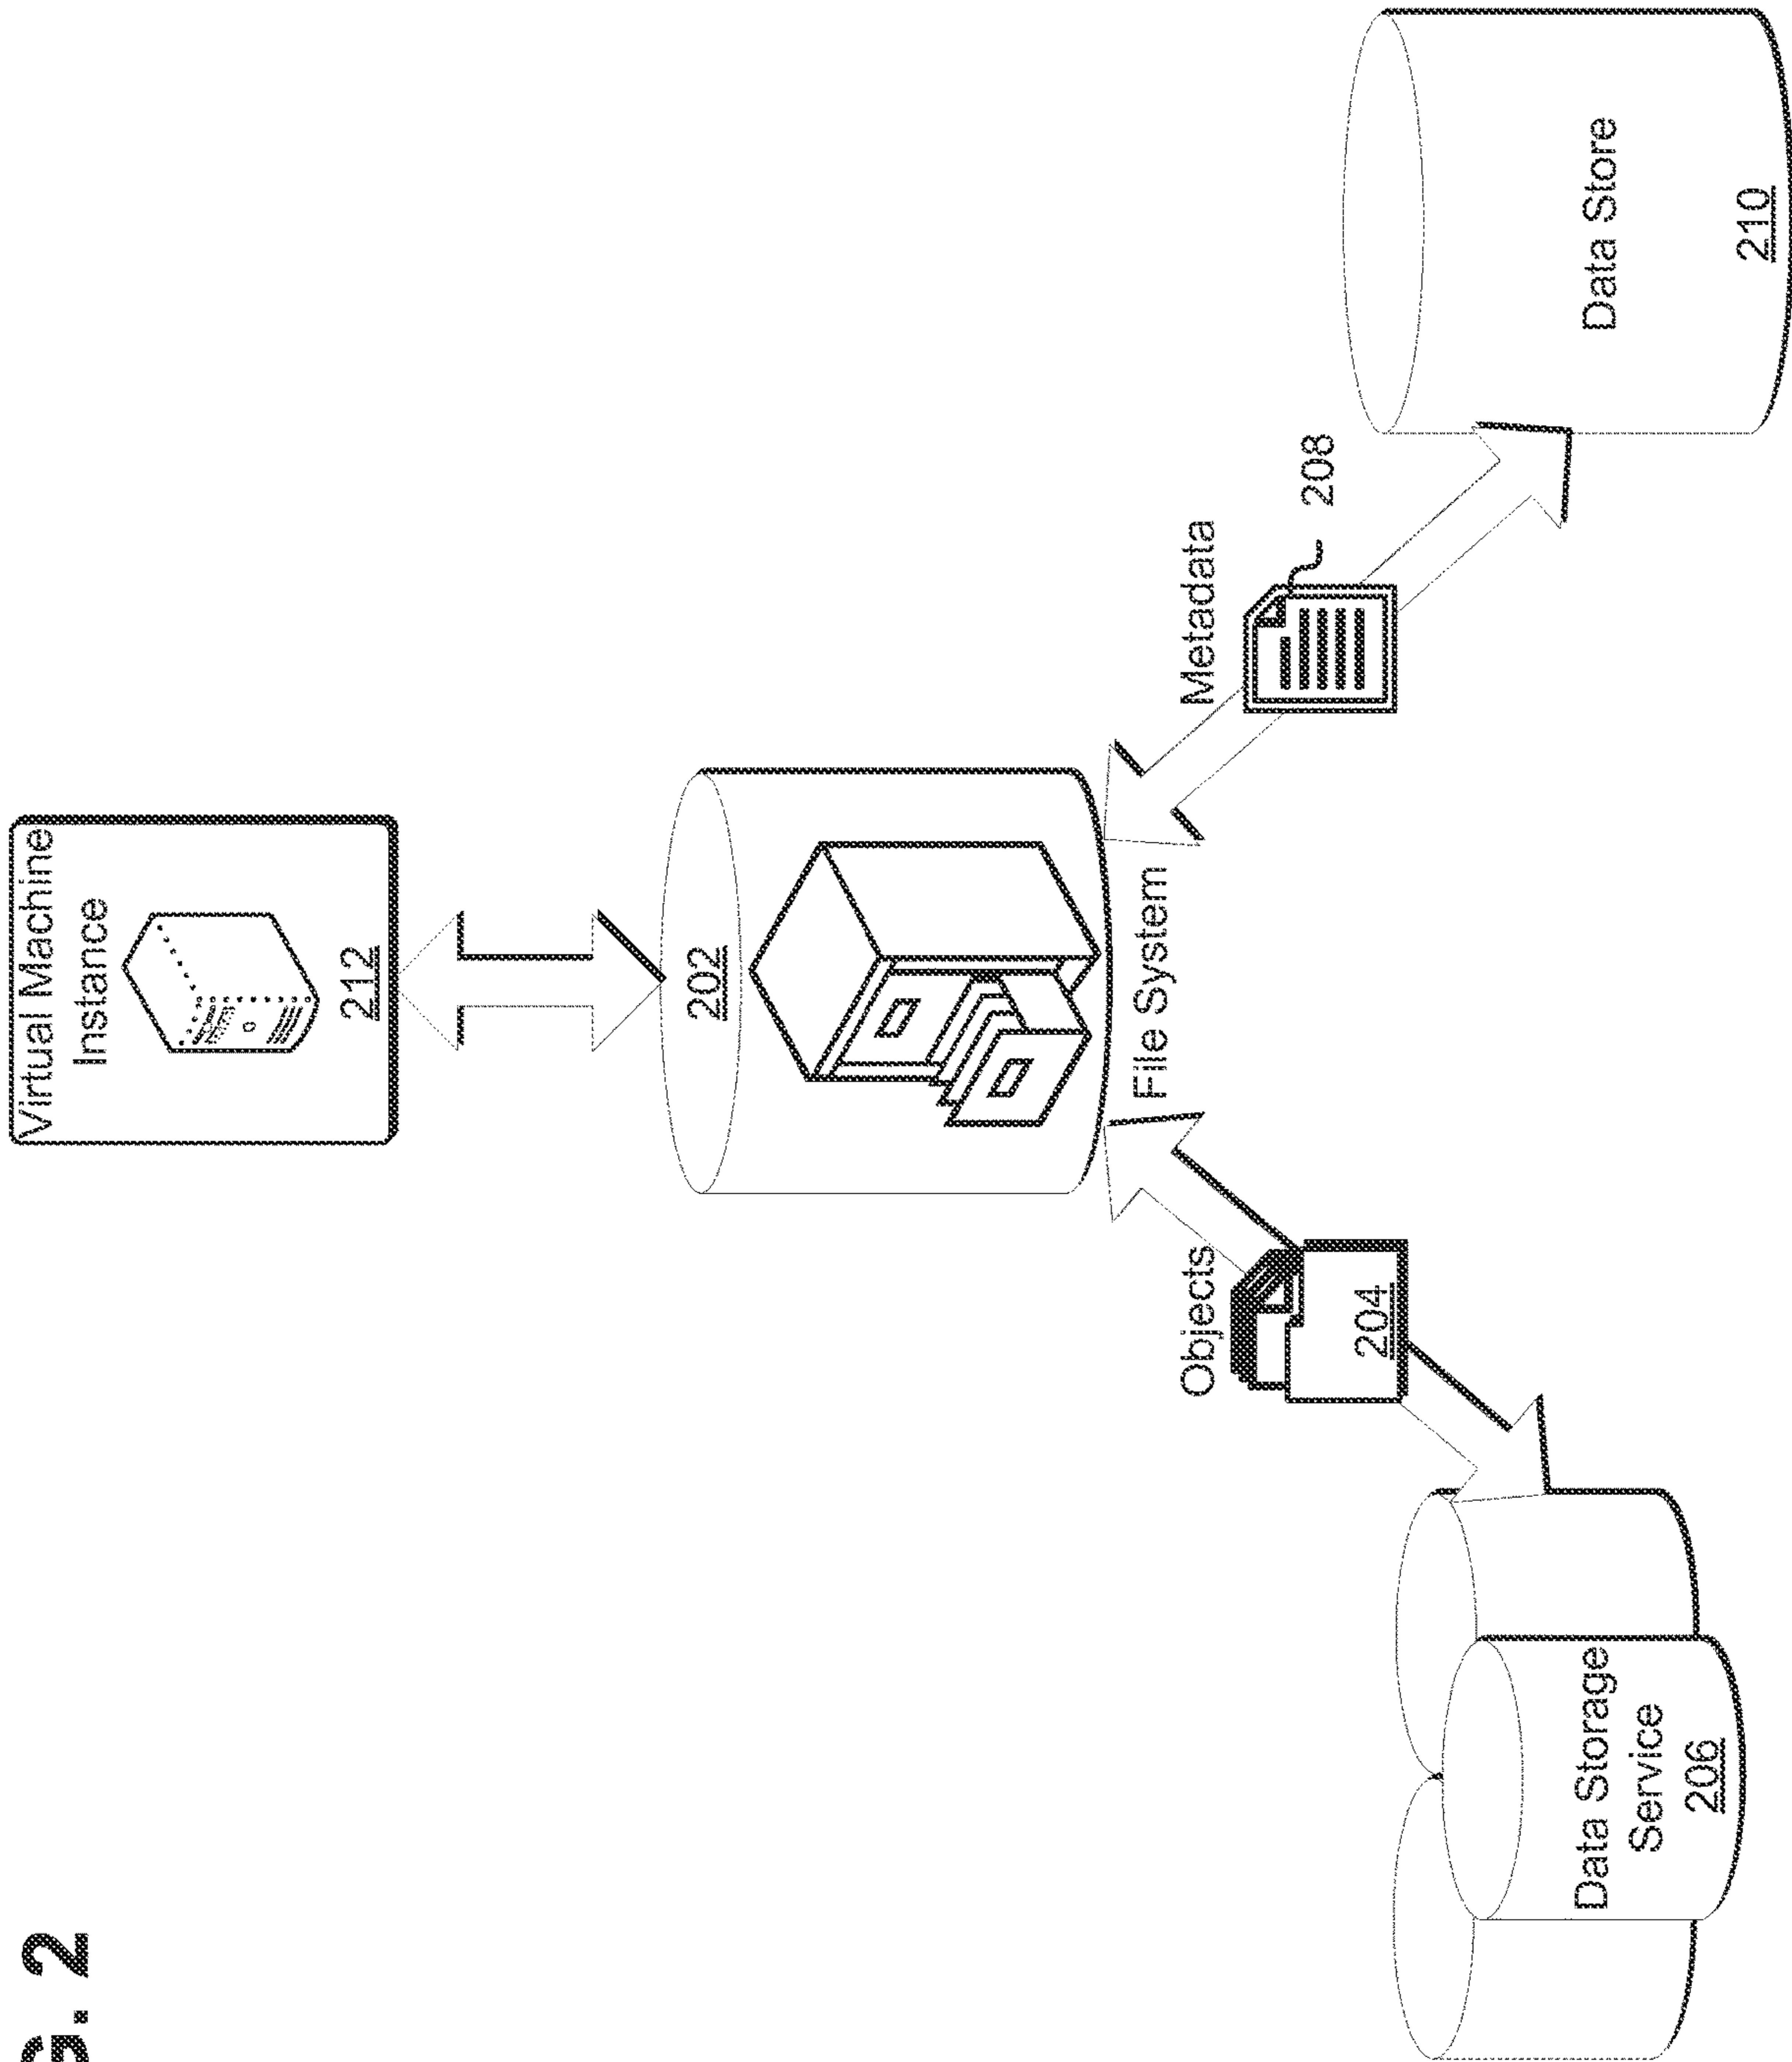 G. 2
Virtual Machine
Instance
212
202
File System
Objects
204
Metadata
208
Data Storage
Service
206
Data Store
210